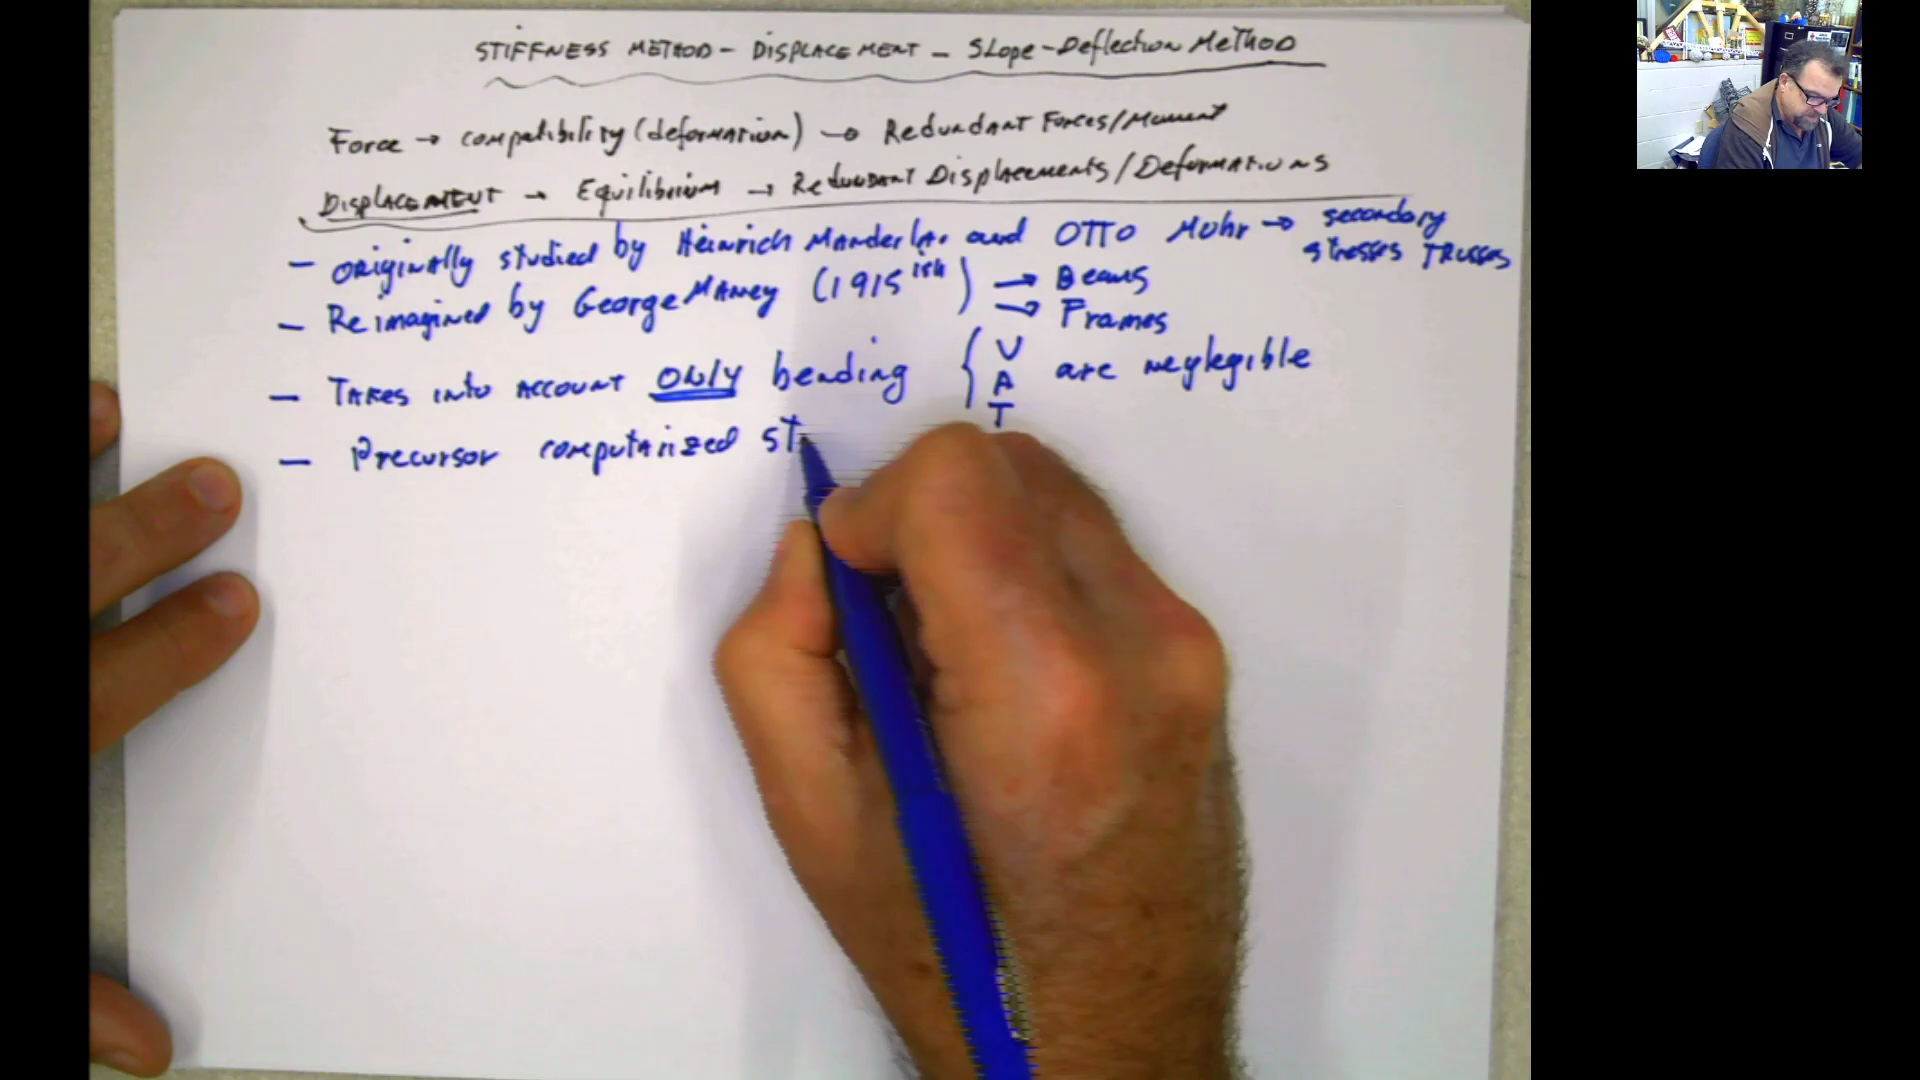 STIFFNESS METHOD - DISPLACEMENT - SLOPE-Deflection METHOD
Force → compatibility (deformation) → Redundant Forces/Moment
DISPLACEMENT → Equilibrium → Redundant Displacements/Deformations
- originally studied by Heinrich Manderla. and OTTO Mohr → secondary stresses TRUSSES
- Reimagined by George Maney (1915 ish) → Beams
→ Frames
- Takes into account ONLY bending { V A T are neglegible
- Precursor computarized st